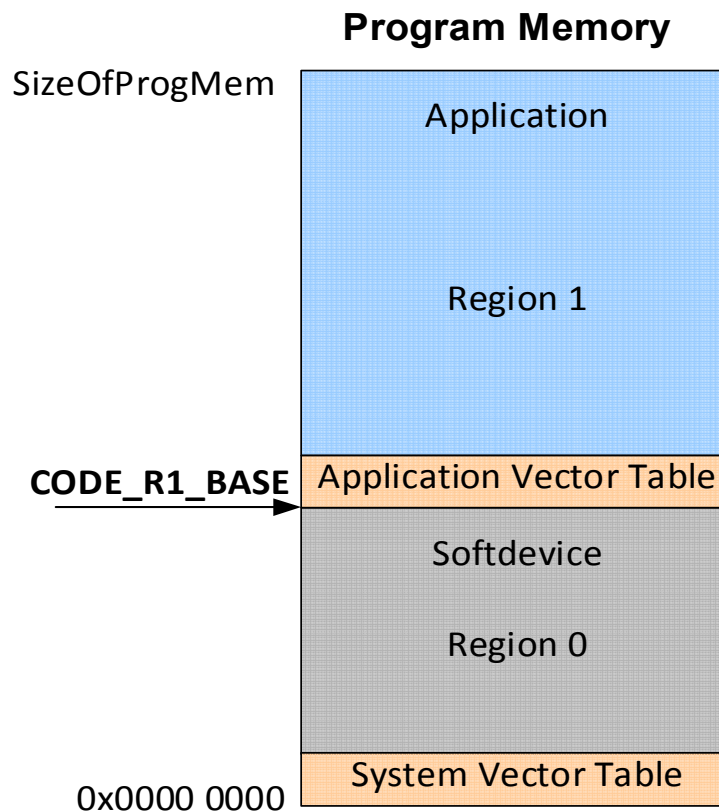 Program Memory
SizeOfProgMem
Application
Region 1
CODE_R1_BASE
Application Vector Table
Softdevice
Region 0
System Vector Table
0x0000 0000